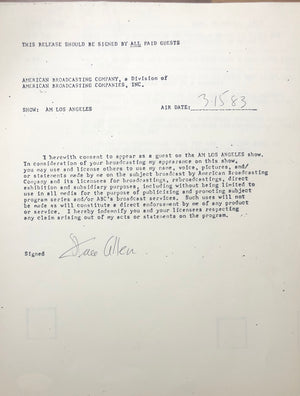 THIS RELEASE SHOULD BE SIGNED BY ALL PAID GUESTS
AMERICAN BROADCASTING COMPANY, a Division of
AMERICAN BROADCASTING COMPANIES, INC.
SHOW: AM LOS ANGELES AIR DATE: 3/5/83
I herewith consent to appear as a guest on the AM LOS ANGELES show.
In consideration of your broadcasting my appearance on this show,
you may use and license others to use my name, voice, pictures, and/
or statements made by me on the subject broadcast by American Broadcasting
Company and its licensees for broadcastings, rebroadcastings, direct
exhibition and subsidiary purposes, including without being limited to
use in all media for the purpose of publicizing and promoting subject
program series and/or ABC's broadcast services. Such uses will not
be made so will constitute a direct enforcement by me of any product
or service. I hereby indemnify you and your licensees respecting
any claim arising out of my acts or statements on the program.
Signed Steve Allen